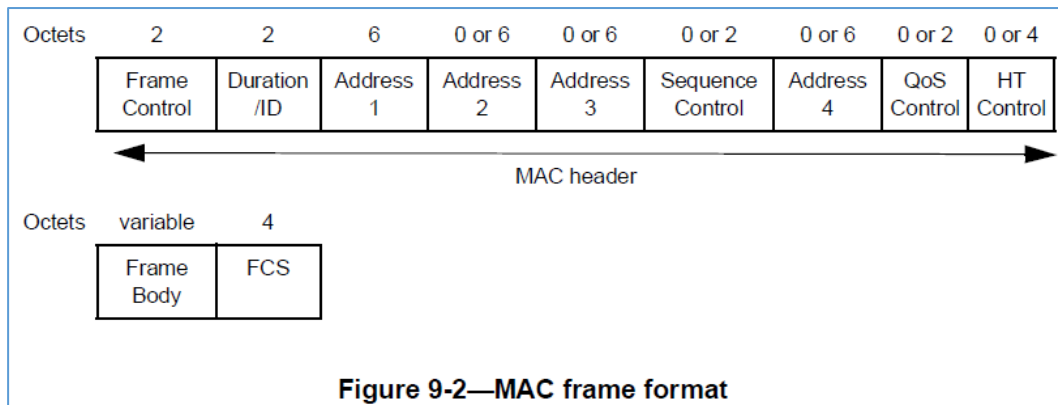 Octets 2 2 6 0 or 6 0 or 6 0 or 2 0 or 6 0 or 2 0 or 4
Frame Duration Address Address Address Sequence Address QoS HT
Control /ID 1 2 3 Control 4 Control Control
MAC header
Octets variable 4
Frame FCS
Body
Figure 9-2—MAC frame format